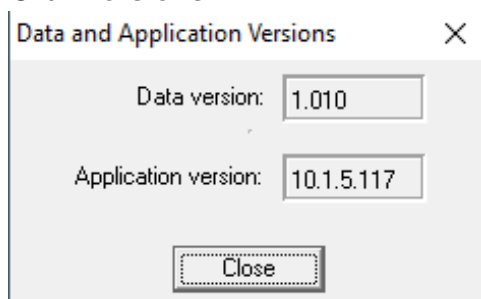 Data and Application Versions
Data version: 1.010
Application version: 10.1.5.117
Close